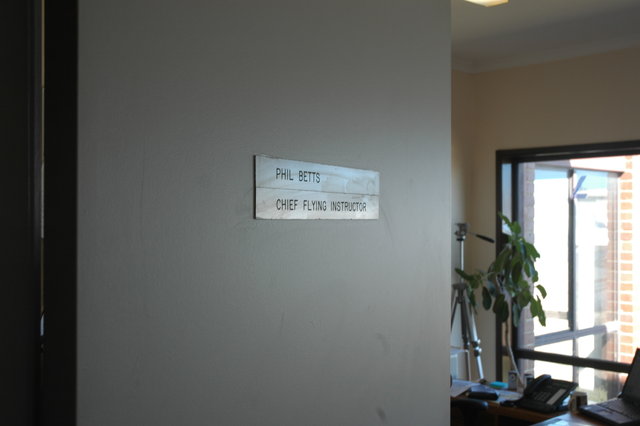 PHIL BETTS
CHIEF FLYING INSTRUCTOR